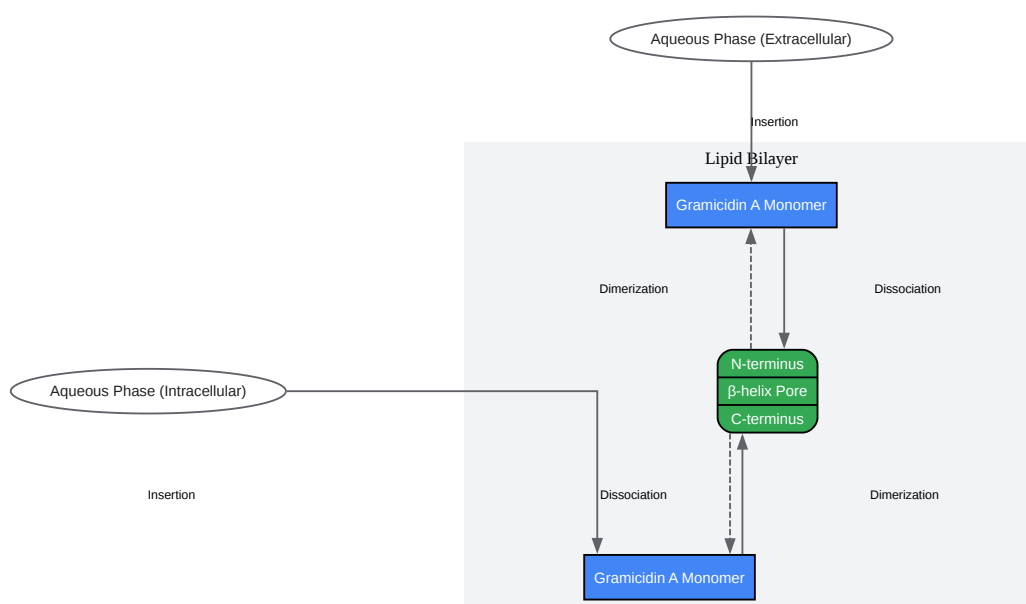 Aqueous Phase (Extracellular)
Insertion
Lipid Bilayer
Gramicidin A Monomer
Dimerization
Dissociation
N-terminus
Aqueous Phase (Intracellular)
β-helix Pore
C-terminus
Insertion
Dissociation
Dimerization
Gramicidin A Monomer